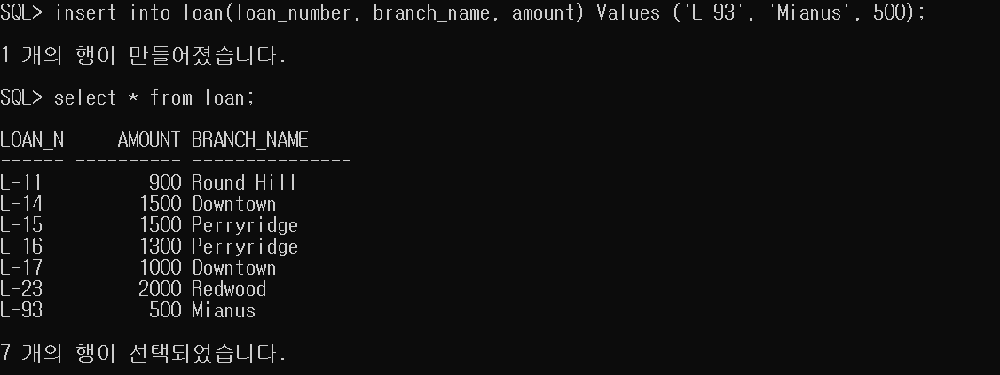 SQL> insert into loan(loan_number, branch_name, amount) Values ('L-93', 'Mianus', 500);
1 개의 행이 만들어졌습니다.
SQL> select * from loan;
LOAN_N     AMOUNT BRANCH_NAME
------ ---------- ---------------
L-11          900 Round Hill
L-14         1500 Downtown
L-15         1500 Perryridge
L-16         1300 Perryridge
L-17         1000 Downtown
L-23         2000 Redwood
L-93          500 Mianus
7 개의 행이 선택되었습니다.